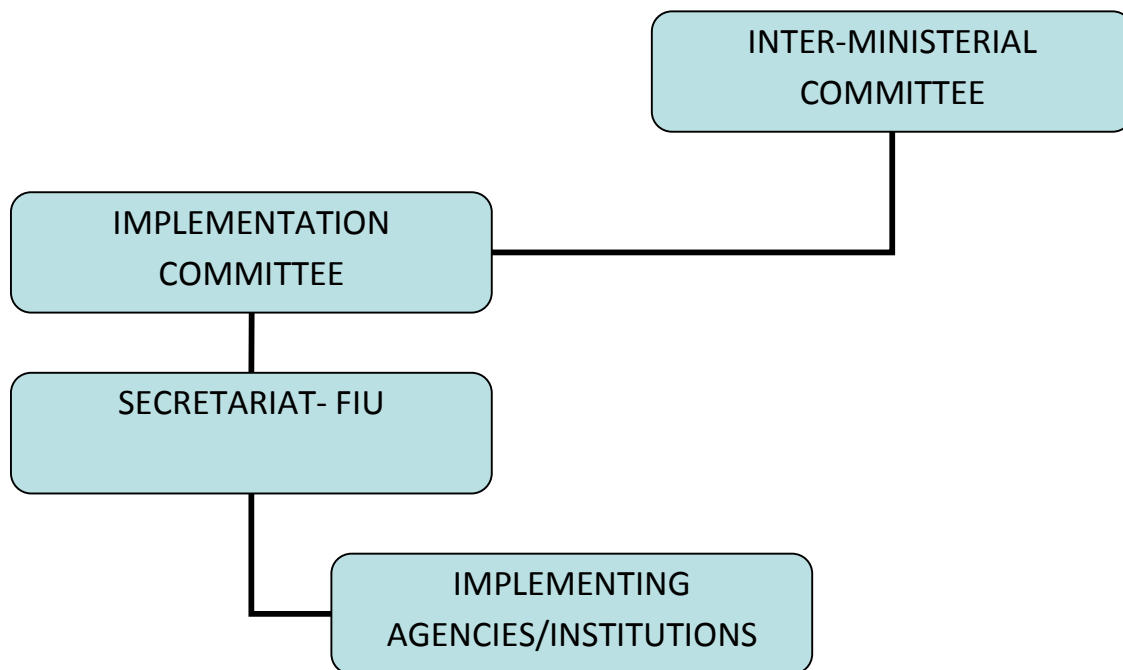 INTER-MINISTERIAL
COMMITTEE
IMPLEMENTATION
COMMITTEE
SECRETARIAT- FIU
IMPLEMENTING
AGENCIES/INSTITUTIONS